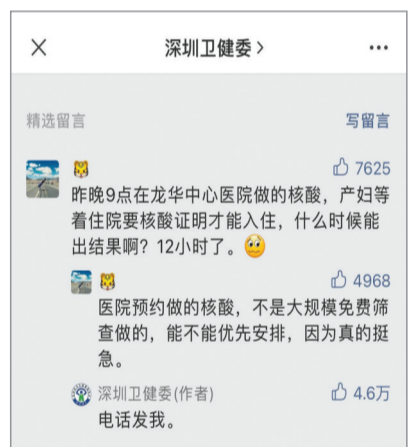 深圳卫健委 >
精选留言
写留言
🐯
7625
昨晚9点在龙华中心医院做的核酸，产妇等
着住院要核酸证明才能入住，什么时候能
出结果啊？12小时了。🥹
🐯
4968
医院预约做的核酸，不是大规模免费筛
查做的，能不能优先安排，因为真的挺
急。
深圳卫健委(作者)
4.6万
电话发我。